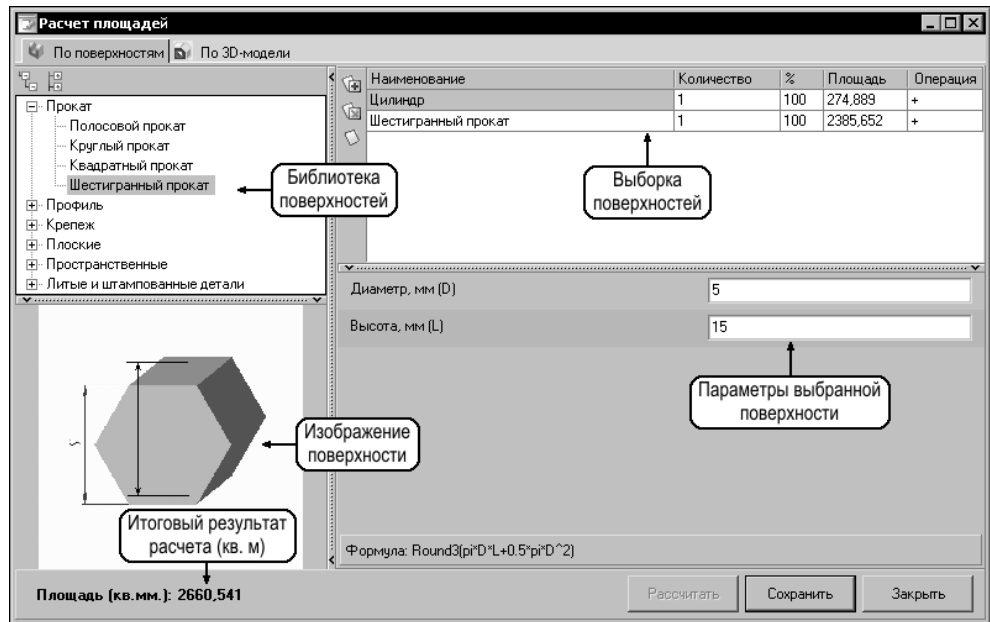 Расчет площадей
По поверхностям По 3D-модели
Прокат
Полосовой прокат
Круглый прокат
Квадратный прокат
Шестигранный прокат
Профиль
Крепеж
Плоские
Пространственные
Литые и штампованные детали
Библиотека
поверхностей
Наименование Количество % Площадь Операция
Цилиндр 1 100 274,889 +
Шестигранный прокат 1 100 2385,652 +
Выборка
поверхностей
Диаметр, мм (D) 5
Высота, мм (L) 15
Параметры выбранной
поверхности
S
Изображение
поверхности
Итоговый результат
расчета (кв. м)
Формула: Round3(pi*D*L+0.5*pi*D^2)
Площадь (кв.мм.): 2660,541
Рассчитать Сохранить Закрыть